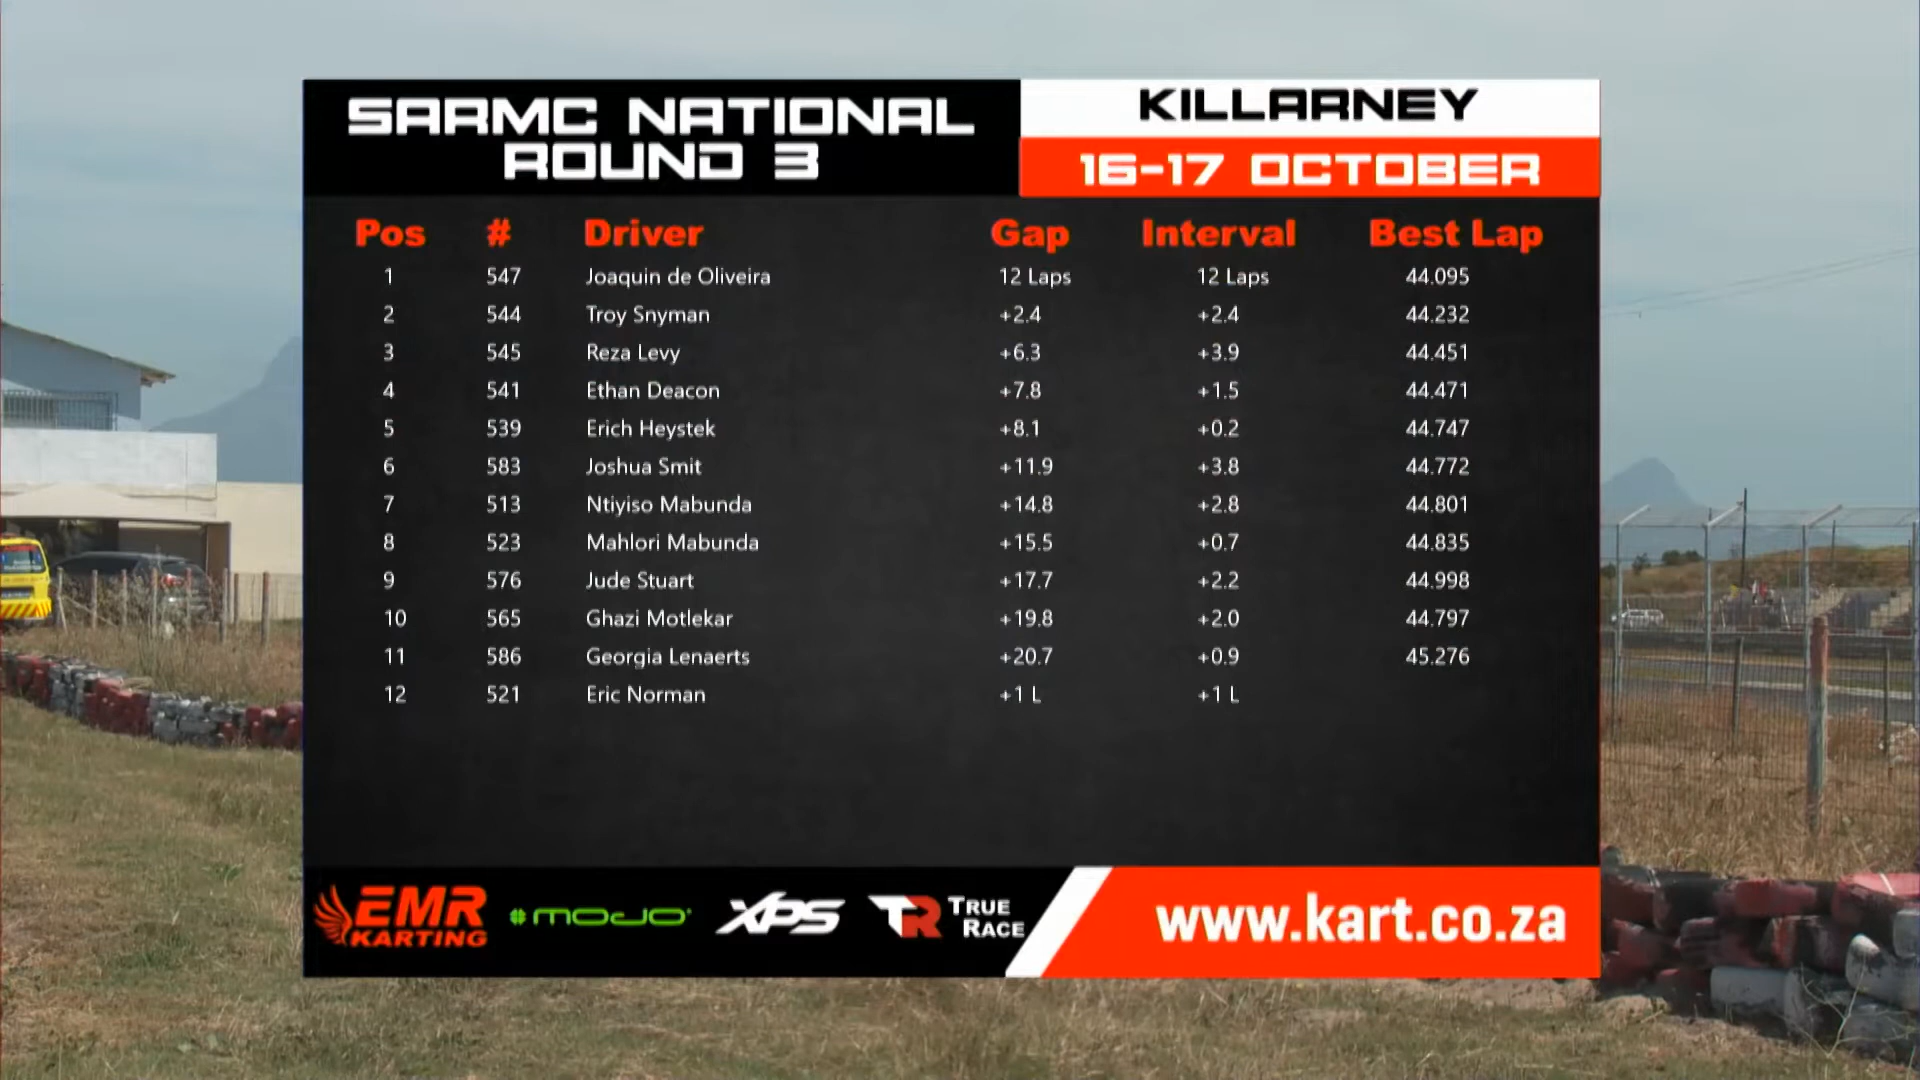 SARMC NATIONAL
ROUND 3
KILLARNEY
16-17 OCTOBER
Pos # Driver Gap Interval Best Lap
1 547 Joaquin de Oliveira 12 Laps 12 Laps 44.095
2 544 Troy Snyman +2.4 +2.4 44.232
3 545 Reza Levy +6.3 +3.9 44.451
4 541 Ethan Deacon +7.8 +1.5 44.471
5 539 Erich Heystek +8.1 +0.2 44.747
6 583 Joshua Smit +11.9 +3.8 44.772
7 513 Ntiyiso Mabunda +14.8 +2.8 44.801
8 523 Mahlori Mabunda +15.5 +0.7 44.835
9 576 Jude Stuart +17.7 +2.2 44.998
10 565 Ghazi Motlekar +19.8 +2.0 44.797
11 586 Georgia Lenaerts +20.7 +0.9 45.276
12 521 Eric Norman +1 L +1 L
EMR
KARTING
MOJO
XPS
TR TRUE
RACE
www.kart.co.za